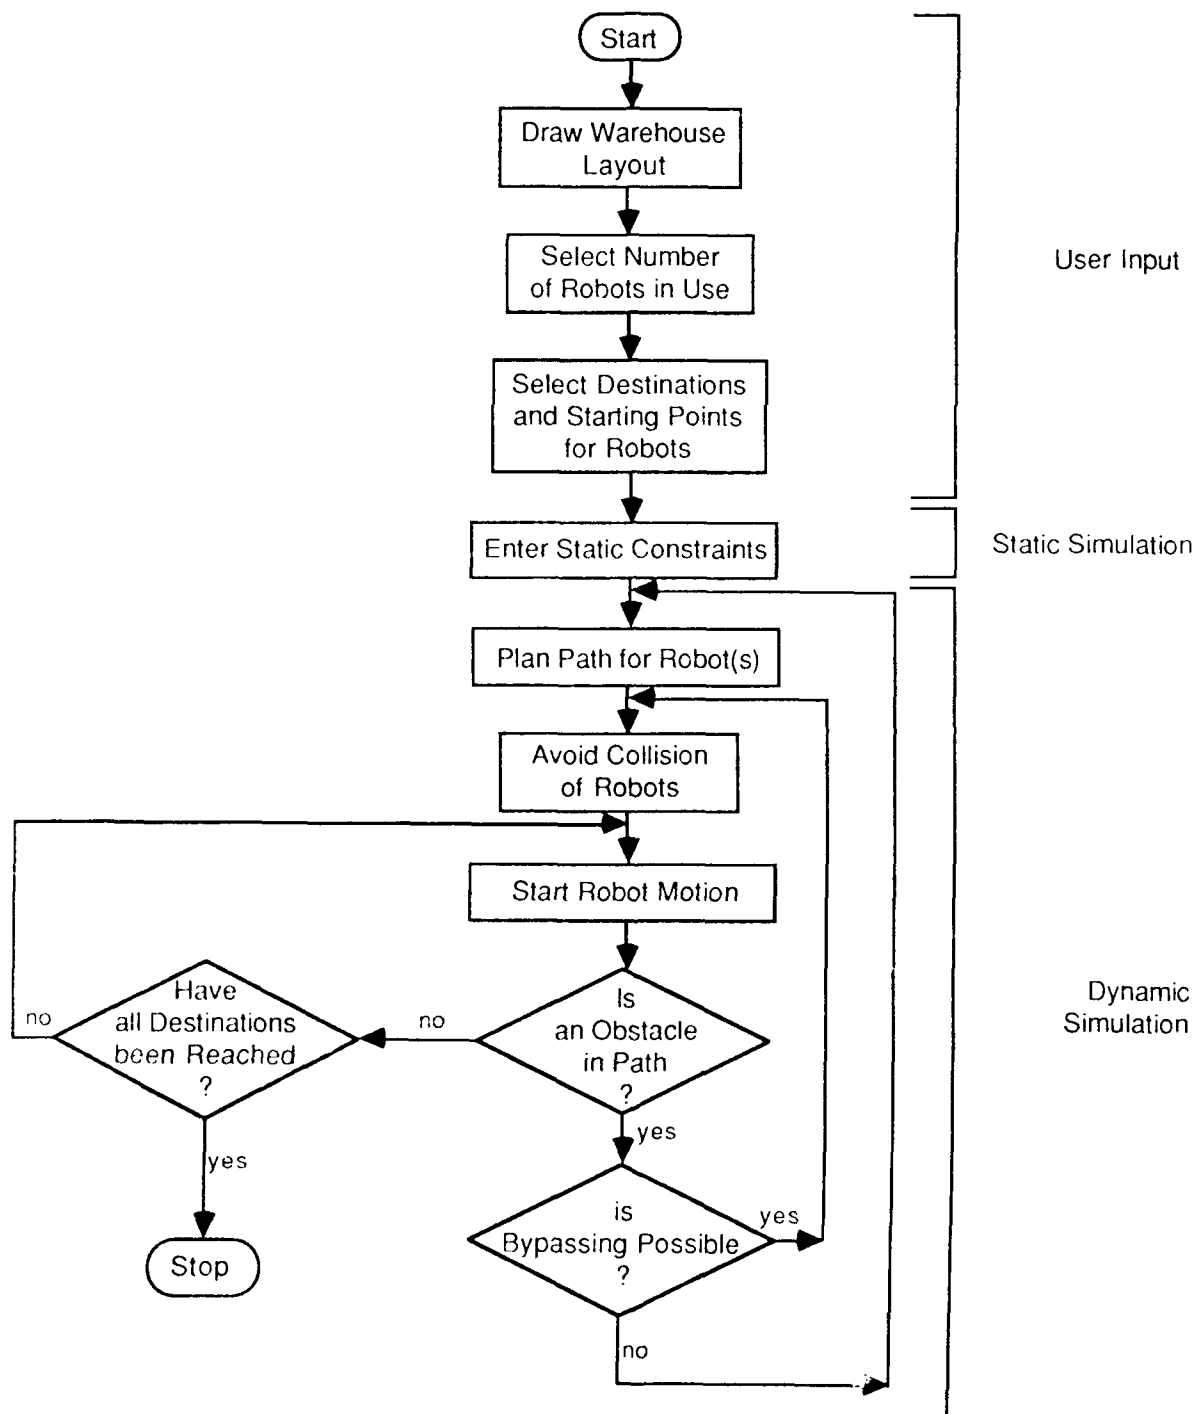 Start
Draw Warehouse
Layout
Select Number
of Robots in Use
User Input
Select Destinations
and Starting Points
for Robots
Enter Static Constraints
Static Simulation
Plan Path for Robot(s)
Avoid Collision
of Robots
Start Robot Motion
Have
all Destinations
been Reached
?
no
no
Is
an Obstacle
in Path
?
Dynamic
Simulation
yes
yes
is
Bypassing Possible
?
yes
Stop
no